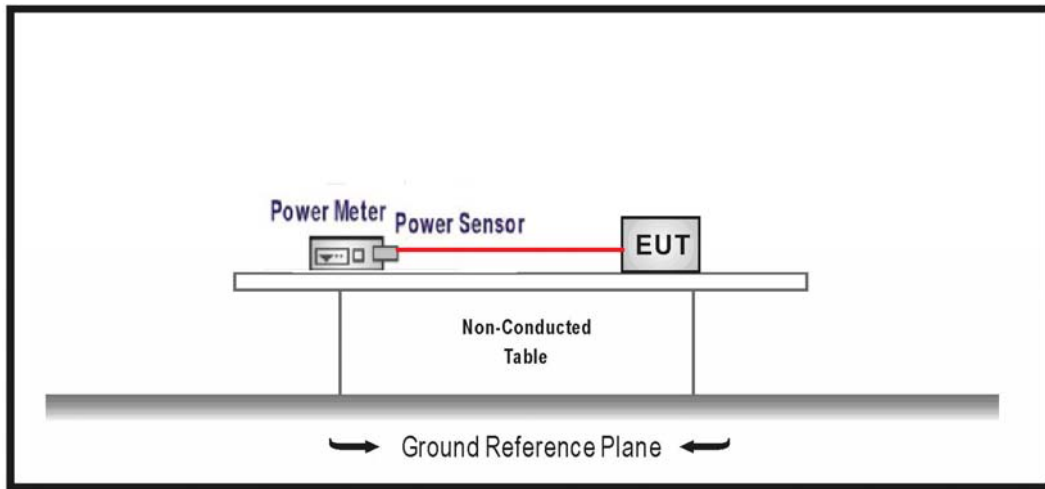 Power Meter
Power Sensor
EUT
Non-Conducted
Table
Ground Reference Plane